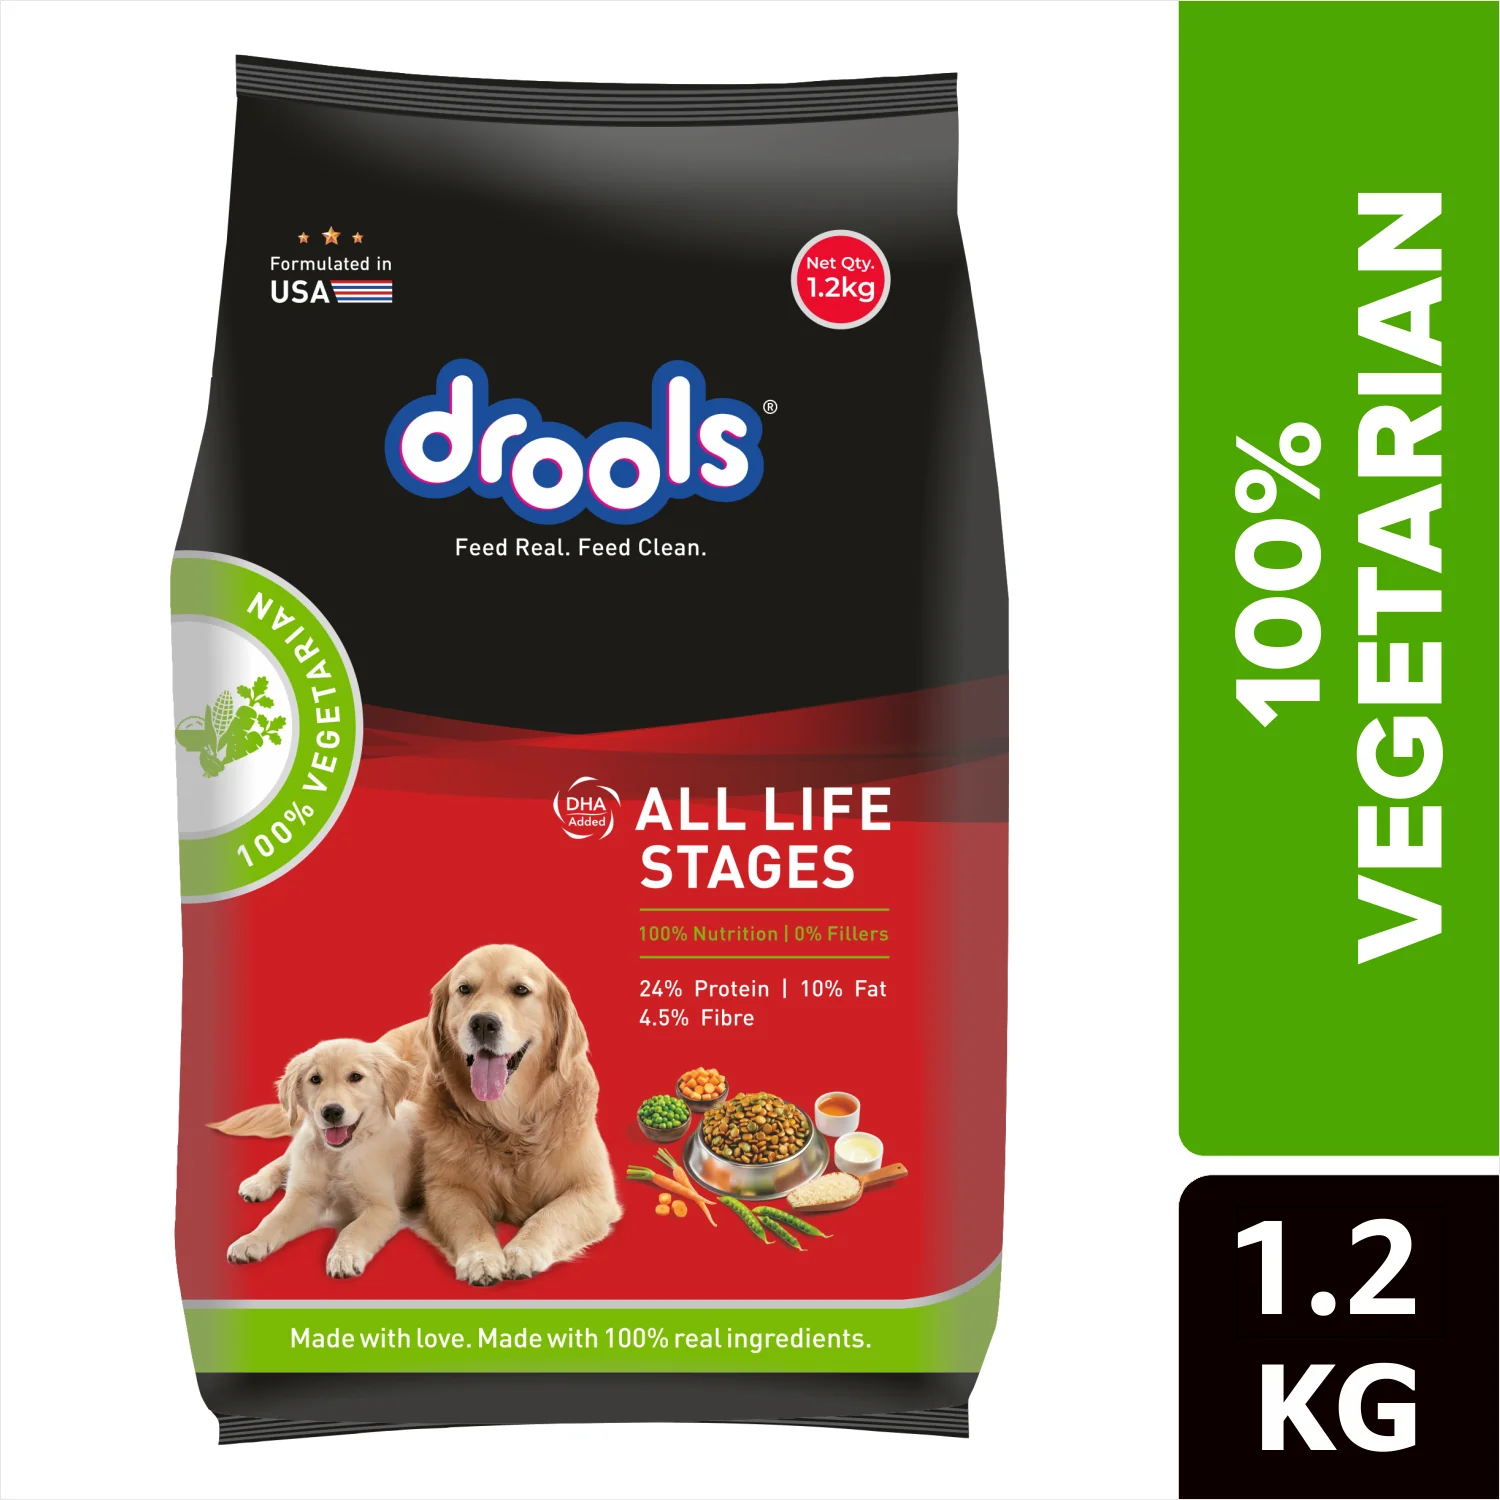 Formulated in
USA
Net Qty.
1.2kg
drools®
Feed Real. Feed Clean.
100% VEGETARIAN
DHA
Added
ALL LIFE
STAGES
100% Nutrition | 0% Fillers
24% Protein | 10% Fat
4.5% Fibre
Made with love. Made with 100% real ingredients.
100%
VEGETARIAN
1.2
KG